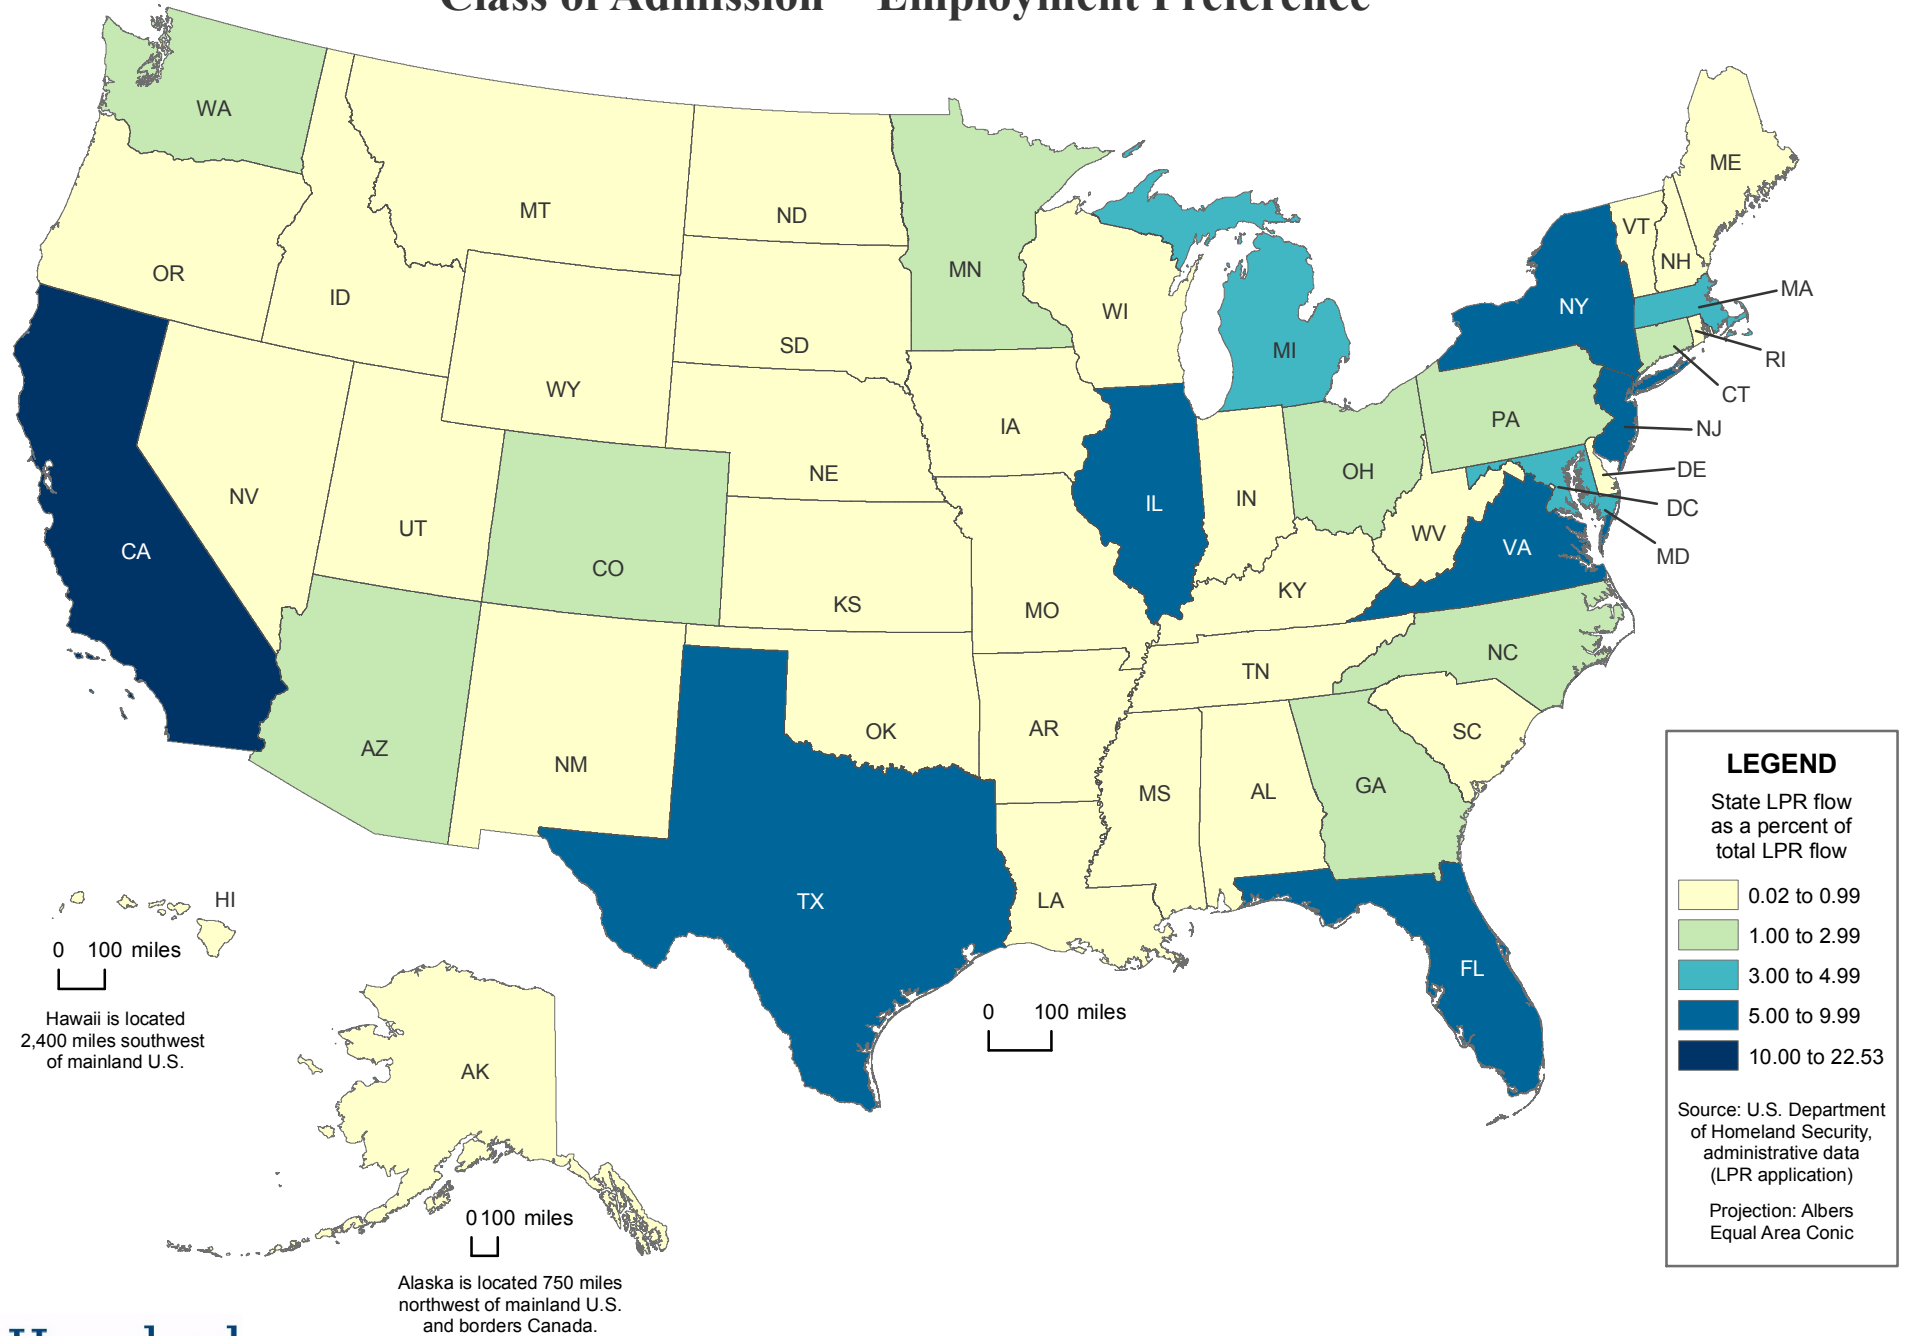 Class of Admission – Employment Preference
WA
MT
ND
MN
ME
VT
NH
OR
ID
WI
NY
MA
SD
MI
RI
WY
CT
IA
PA
NJ
NE
OH
DE
NV
UT
IL
IN
DC
WV
CA
VA
MD
CO
KS
MO
KY
NC
TN
OK
AR
SC
AZ
NM
MS
AL
GA
LA
TX
FL
HI
0 100 miles
Hawaii is located
2,400 miles southwest
of mainland U.S.
AK
0 100 miles
0 100 miles
Alaska is located 750 miles
northwest of mainland U.S.
and borders Canada.
LEGEND
State LPR flow
as a percent of
total LPR flow
0.02 to 0.99
1.00 to 2.99
3.00 to 4.99
5.00 to 9.99
10.00 to 22.53
Source: U.S. Department
of Homeland Security,
administrative data
(LPR application)
Projection: Albers
Equal Area Conic